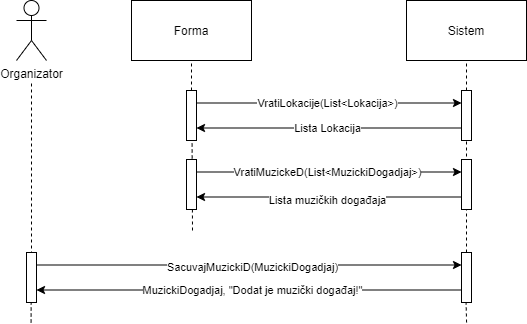 Forma
Sistem
Organizator
VratiLokacije(List<Lokacija>)
Lista Lokacija
VratiMuzickeD(List<MuzickiDogadjaj>)
Lista muzičkih događaja
SacuvajMuzickiD(MuzickiDogadjaj)
MuzickiDogadjaj, "Dodat je muzički događaj!"